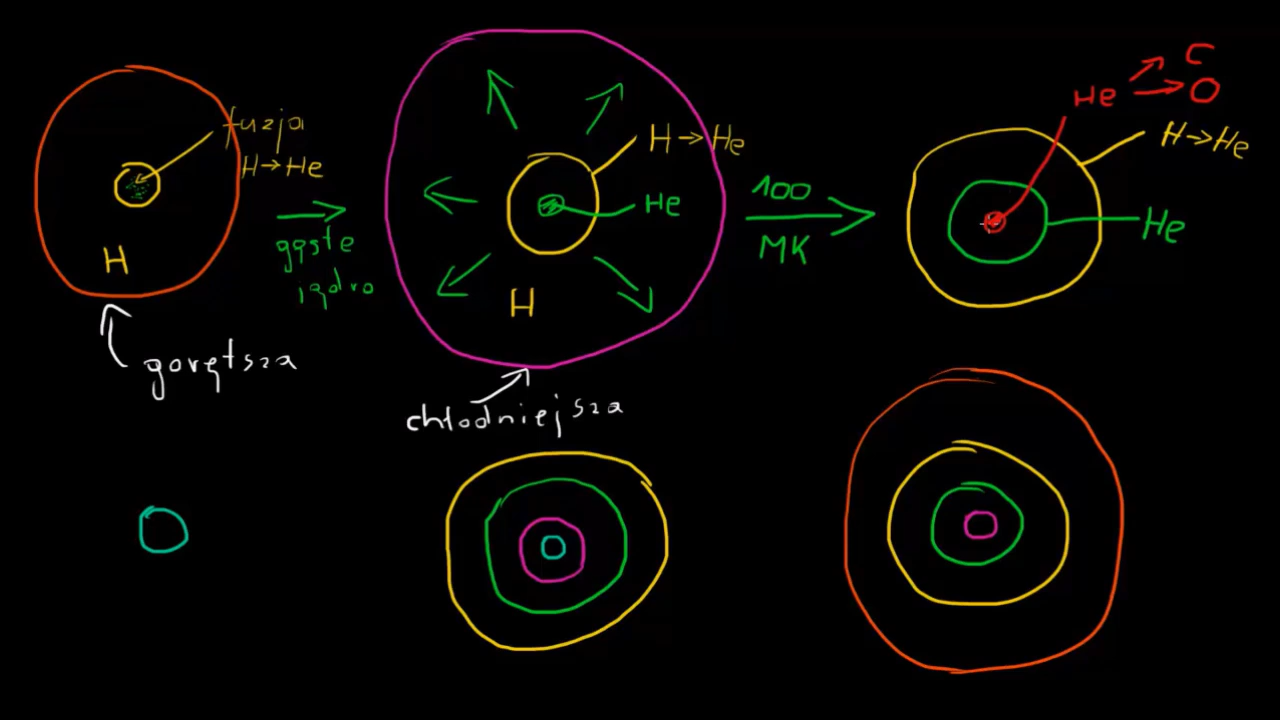 fuzja
H → He
H
gęste
jądro
gorętsza
H → He
He
H
chłodniejsza
100
MK
He → C
→ O
H → He
He